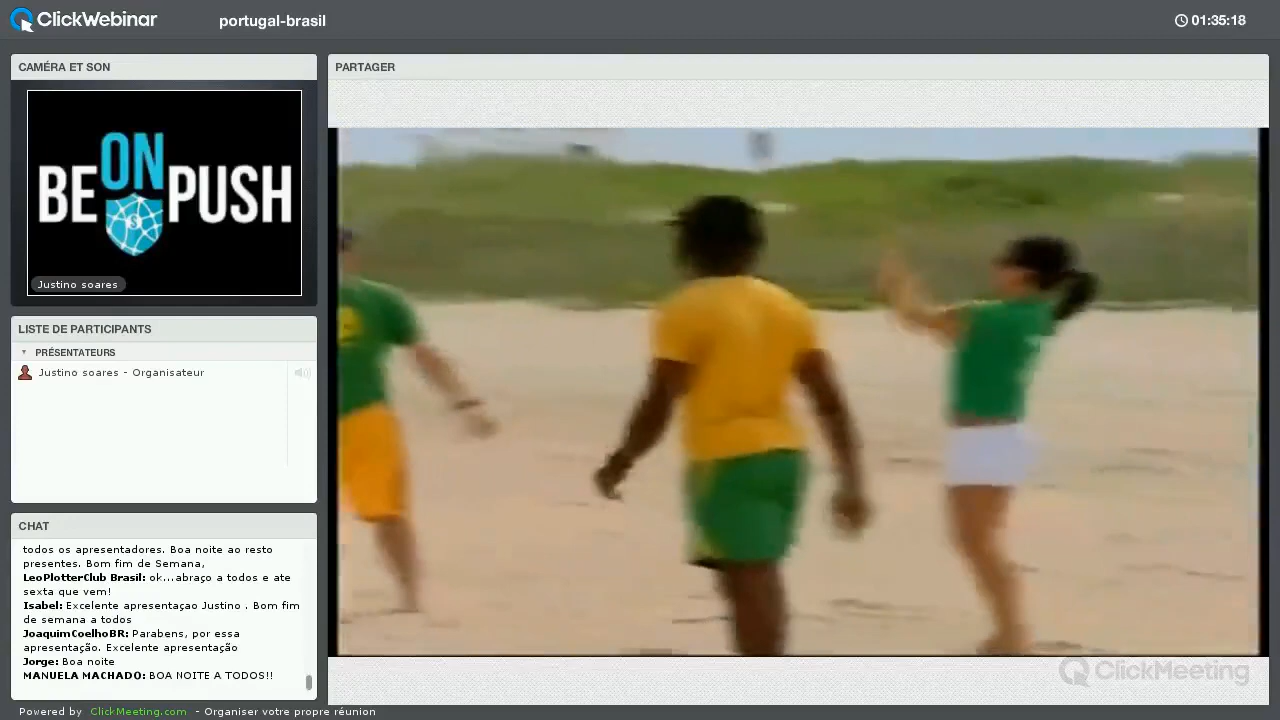 ClickWebinar
portugal-brasil
01:35:18
CAMÉRA ET SON
PARTAGER
BE ON PUSH
Justino soares
LISTE DE PARTICIPANTS
PRÉSENTATEURS
Justino soares - Organisateur
CHAT
todos os apresentadores. Boa noite ao resto
presentes. Bom fim de Semana,
LeoPlotterClub Brasil: ok...abraço a todos e ate
sexta que vem!
Isabel: Excelente apresentaçao Justino . Bom fim
de semana a todos
JoaquimCoelhoBR: Parabens, por essa
apresentação. Excelente apresentação
Jorge: Boa noite
MANUELA MACHADO: BOA NOITE A TODOS!!
ClickMeeting
Powered by ClickMeeting.com - Organiser votre propre réunion